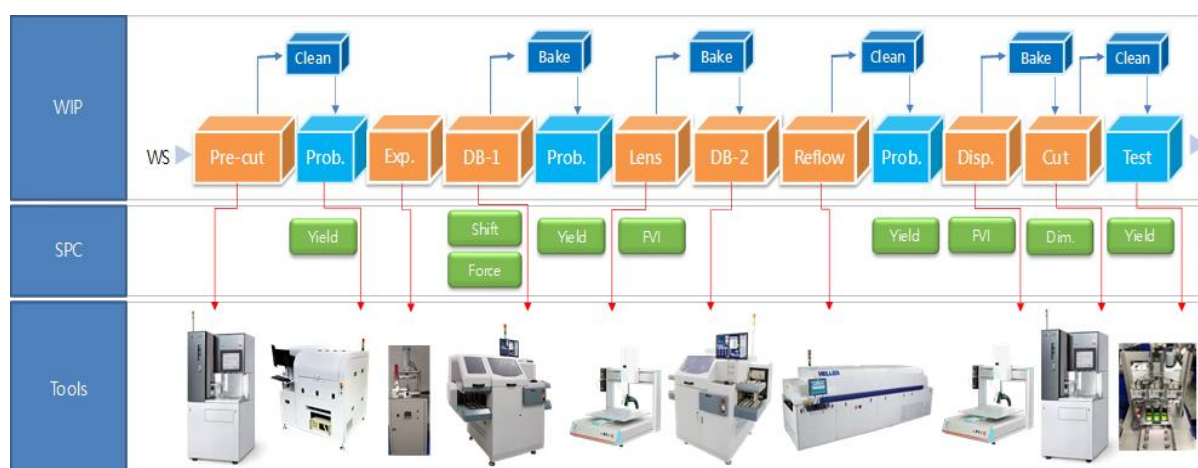 WIP
Clean
Bake
Bake
Clean
Bake
Clean
WS
Pre-cut
Prob.
Exp.
DB-1
Prob.
Lens
DB-2
Reflow
Prob.
Disp.
Cut
Test
SPC
Yield
Shift
Force
Yield
FVI
Yield
FVI
Dim.
Yield
Tools
HELLER